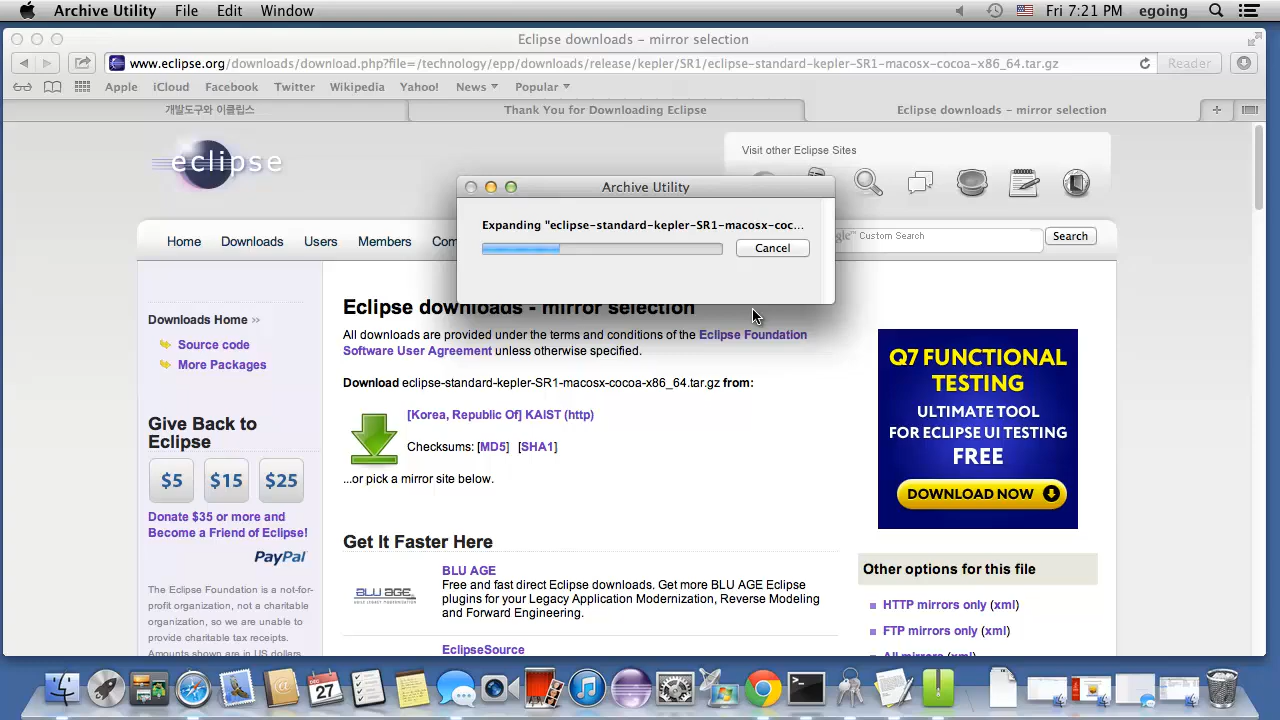 Archive Utility File Edit Window Fri 7:21 PM egoing
Eclipse downloads – mirror selection
www.eclipse.org/downloads/download.php?file=/technology/epp/downloads/release/kepler/SR1/eclipse-standard-kepler-SR1-macosx-cocoa-x86_64.tar.gz Reader
Apple iCloud Facebook Twitter Wikipedia Yahoo! News Popular
개발도구와 이클립스 Thank You for Downloading Eclipse Eclipse downloads – mirror selection
eclipse
Visit other Eclipse Sites
Archive Utility
Expanding "eclipse-standard-kepler-SR1-macosx-coc...
Cancel
Home Downloads Users Members Com
Custom Search Search
Eclipse downloads - mirror selection
All downloads are provided under the terms and conditions of the Eclipse Foundation
Software User Agreement unless otherwise specified.
Download eclipse-standard-kepler-SR1-macosx-cocoa-x86_64.tar.gz from:
[Korea, Republic Of] KAIST (http)
Checksums: [MD5] [SHA1]
...or pick a mirror site below.
Get It Faster Here
BLU AGE
BLU AGE
Free and fast direct Eclipse downloads. Get more BLU AGE Eclipse
plugins for your Legacy Application Modernization, Reverse Modeling
and Forward Engineering.
EclipseSource
Downloads Home »
Source code
More Packages
Give Back to
Eclipse
$5 $15 $25
Donate $35 or more and
Become a Friend of Eclipse!
PayPal
The Eclipse Foundation is a not-for-
profit organization, not a charitable
organization, so we are unable to
provide charitable tax receipts.
Amounts shown are in US dollars
Q7 FUNCTIONAL
TESTING
ULTIMATE TOOL
FOR ECLIPSE UI TESTING
FREE
DOWNLOAD NOW
Other options for this file
HTTP mirrors only (xml)
FTP mirrors only (xml)
All mirrors (xml)
DEC
27